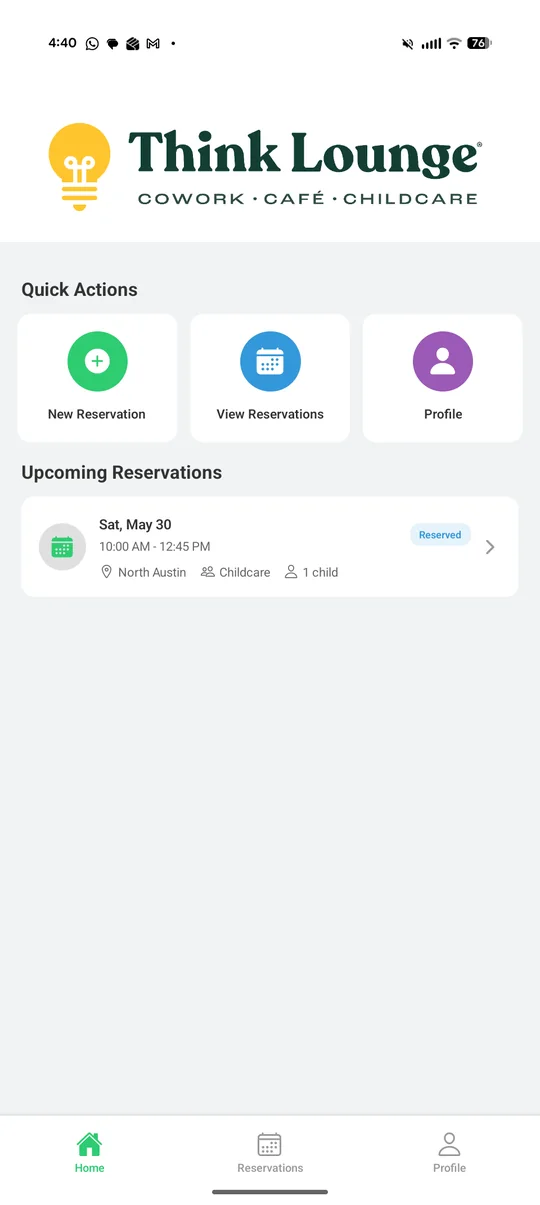 4:40
76
Think Lounge®
COWORK · CAFÉ · CHILDCARE
Quick Actions
New Reservation
View Reservations
Profile
Upcoming Reservations
Sat, May 30
10:00 AM - 12:45 PM
Reserved
North Austin
Childcare
1 child
Home
Reservations
Profile